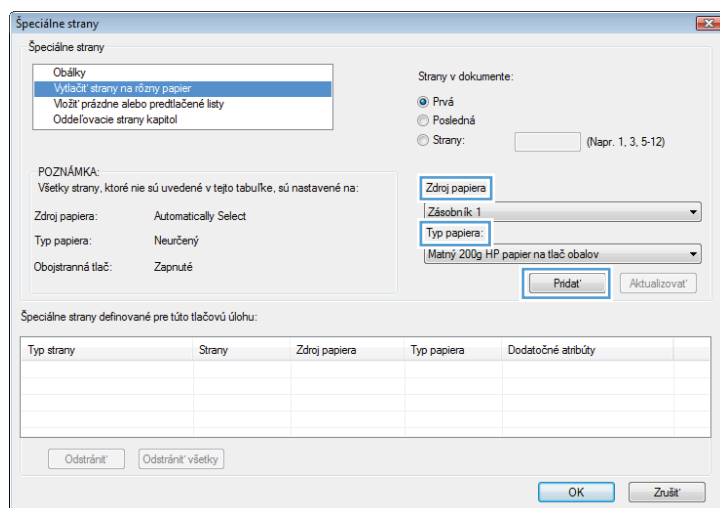 Špeciálne strany
Špeciálne strany
Obálky
Vytlačiť strany na rôzny papier
Vložiť prázdne alebo predtlačené listy
Oddeľovacie strany kapitol
Strany v dokumente:
Prvá
Posledná
Strany: (Napr. 1, 3, 5-12)
POZNÁMKA:
Všetky strany, ktoré nie sú uvedené v tejto tabuľke, sú nastavené na:
Zdroj papiera: Automatically Select
Typ papiera: Neurčený
Obojstranná tlač: Zapnuté
Zdroj papiera
Zásobník 1
Typ papiera:
Matný 200g HP papier na tlač obalov
Pridať Aktualizovať
Špeciálne strany definované pre túto tlačovú úlohu:
Typ strany Strany Zdroj papiera Typ papiera Dodatočné atribúty
Odstrániť Odstrániť všetky
OK Zrušiť